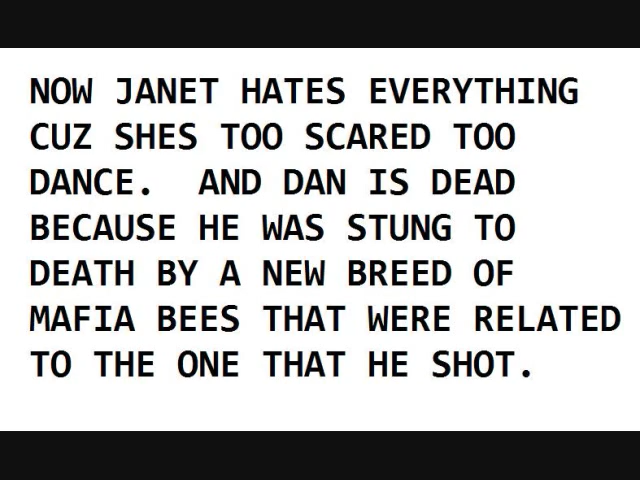 NOW JANET HATES EVERYTHING
CUZ SHES TOO SCARED TOO
DANCE.  AND DAN IS DEAD
BECAUSE HE WAS STUNG TO
DEATH BY A NEW BREED OF
MAFIA BEES THAT WERE RELATED
TO THE ONE THAT HE SHOT.